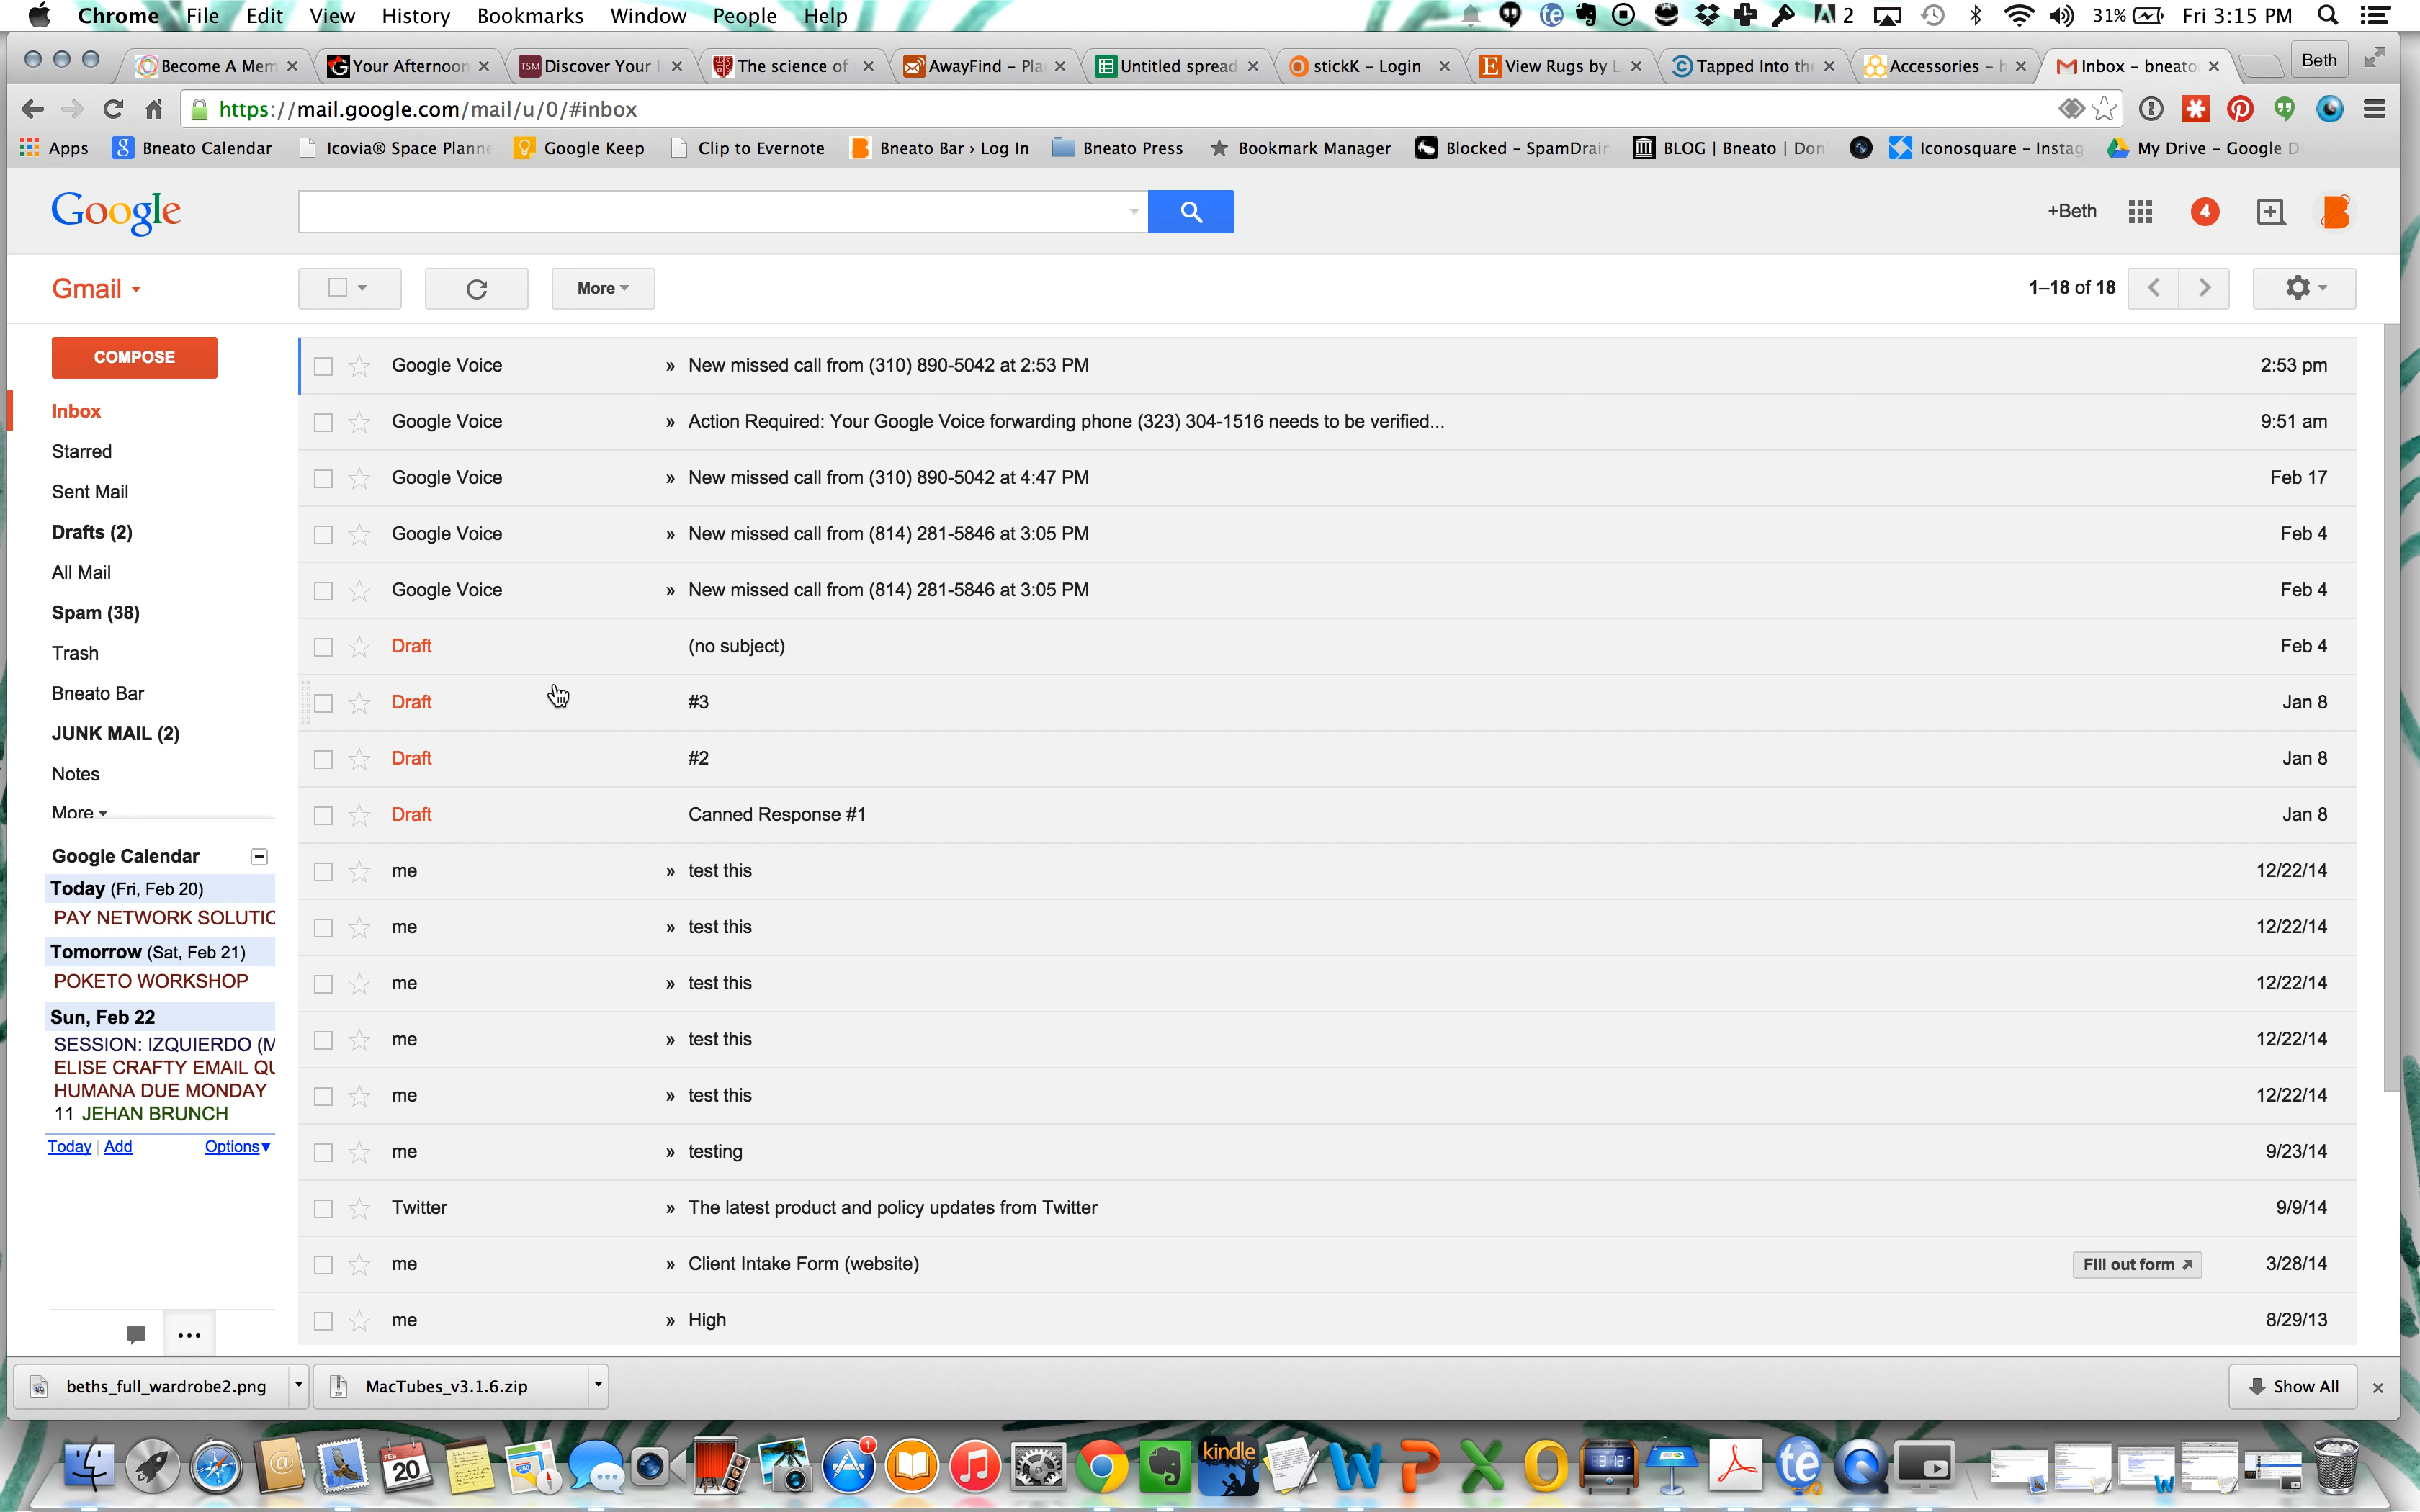 Chrome File Edit View History Bookmarks Window People Help 2 31% Fri 3:15 PM
Become A Mem Your Afternoon TSM Discover Your The science of AwayFind – Pla Untitled spread stickK – Login E View Rugs by L Tapped Into the Accessories – h Inbox – bneato Beth
https://mail.google.com/mail/u/0/#inbox
Apps Bneato Calendar Icovia® Space Planne Google Keep Clip to Evernote Bneato Bar › Log In Bneato Press Bookmark Manager Blocked – SpamDrain BLOG | Bneato | Don' Iconosquare – Instag My Drive – Google D
Google +Beth 4
Gmail More 1–18 of 18
COMPOSE
Inbox
Starred
Sent Mail
Drafts (2)
All Mail
Spam (38)
Trash
Bneato Bar
JUNK MAIL (2)
Notes
More
Google Calendar
Today (Fri, Feb 20)
PAY NETWORK SOLUTIO
Tomorrow (Sat, Feb 21)
POKETO WORKSHOP
Sun, Feb 22
SESSION: IZQUIERDO (M
ELISE CRAFTY EMAIL QU
HUMANA DUE MONDAY
11 JEHAN BRUNCH
Today Add Options▼
Google Voice » New missed call from (310) 890-5042 at 2:53 PM 2:53 pm
Google Voice » Action Required: Your Google Voice forwarding phone (323) 304-1516 needs to be verified... 9:51 am
Google Voice » New missed call from (310) 890-5042 at 4:47 PM Feb 17
Google Voice » New missed call from (814) 281-5846 at 3:05 PM Feb 4
Google Voice » New missed call from (814) 281-5846 at 3:05 PM Feb 4
Draft (no subject) Feb 4
Draft #3 Jan 8
Draft #2 Jan 8
Draft Canned Response #1 Jan 8
me » test this 12/22/14
me » test this 12/22/14
me » test this 12/22/14
me » test this 12/22/14
me » test this 12/22/14
me » testing 9/23/14
Twitter » The latest product and policy updates from Twitter 9/9/14
me » Client Intake Form (website) Fill out form 3/28/14
me » High 8/29/13
beths_full_wardrobe2.png MacTubes_v3.1.6.zip Show All
FEB 20 1 kindle te